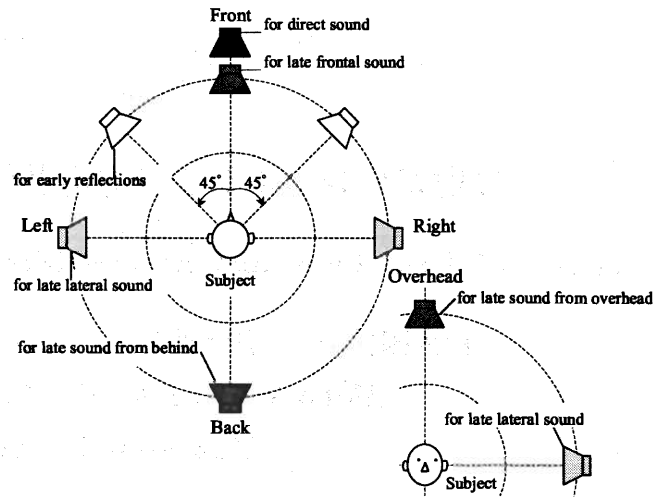 Front
for direct sound
for late frontal sound
for early reflections
45°
45°
Left
Right
Subject
for late lateral sound
Overhead
for late sound from overhead
for late sound from behind
Back
for late lateral sound
Subject